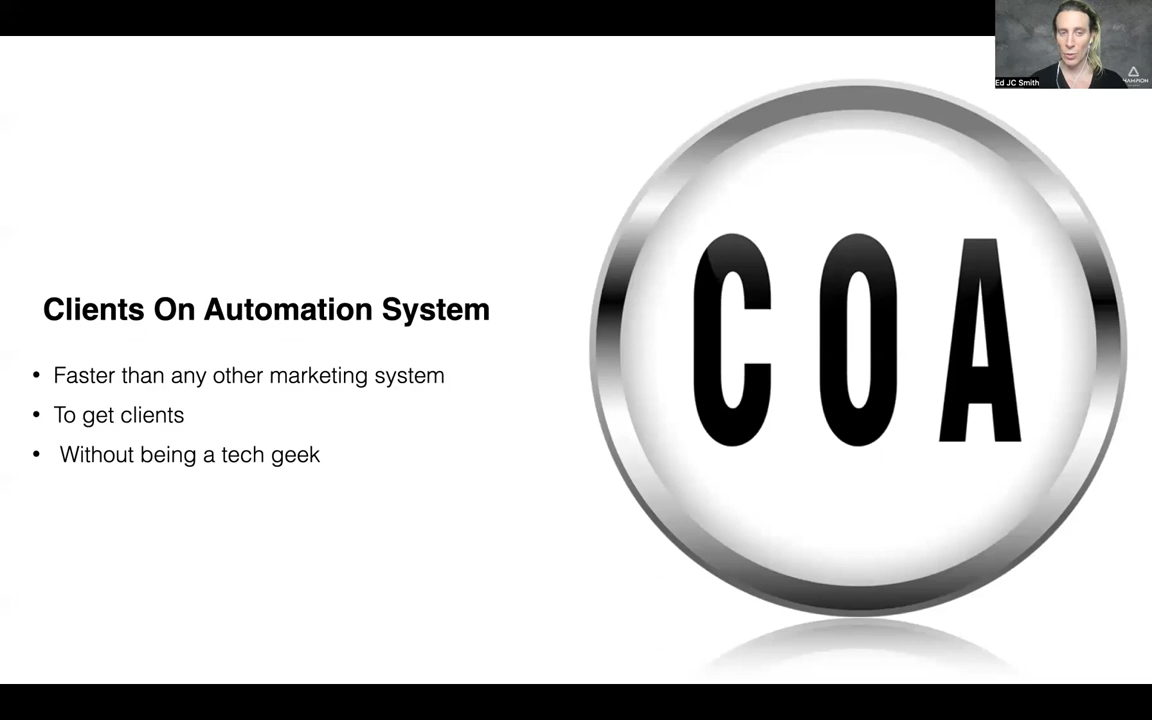 Ed JC Smith
Clients On Automation System
• Faster than any other marketing system
• To get clients
• Without being a tech geek
COA